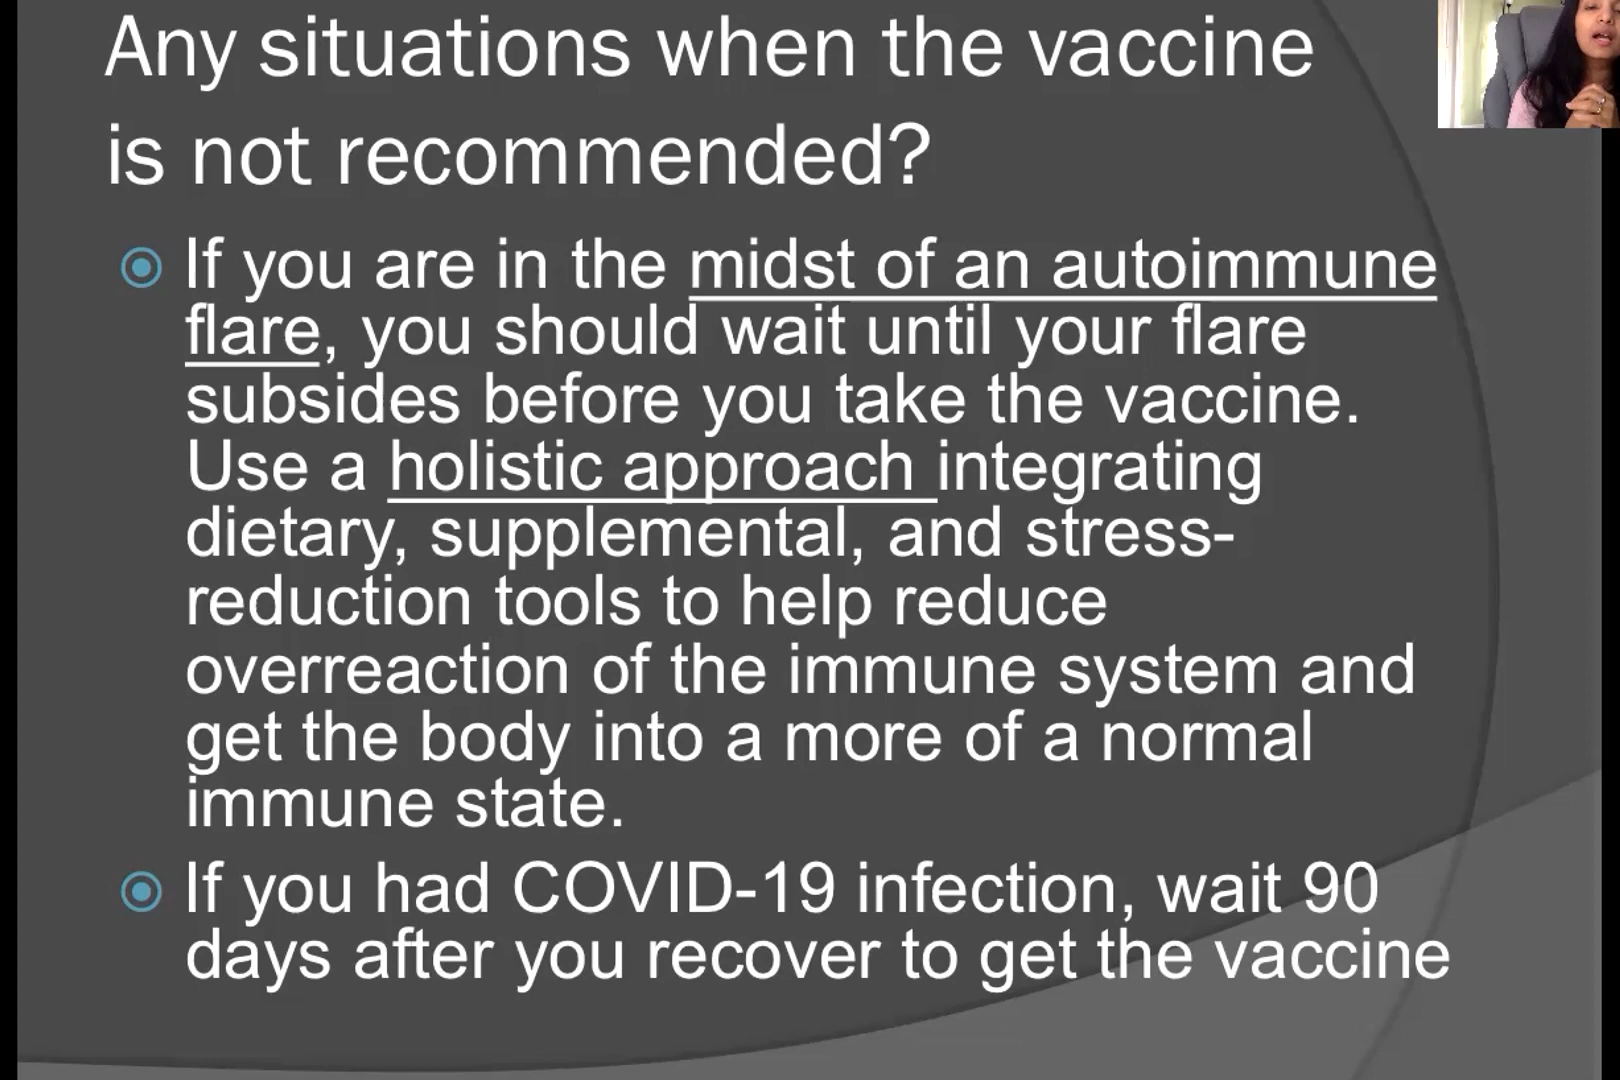 Any situations when the vaccine
is not recommended?
If you are in the midst of an autoimmune
flare, you should wait until your flare
subsides before you take the vaccine.
Use a holistic approach integrating
dietary, supplemental, and stress-
reduction tools to help reduce
overreaction of the immune system and
get the body into a more of a normal
immune state.
If you had COVID-19 infection, wait 90
days after you recover to get the vaccine